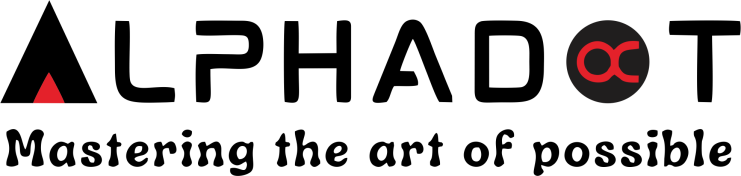 ALPHADOT
Mastering the art of possible